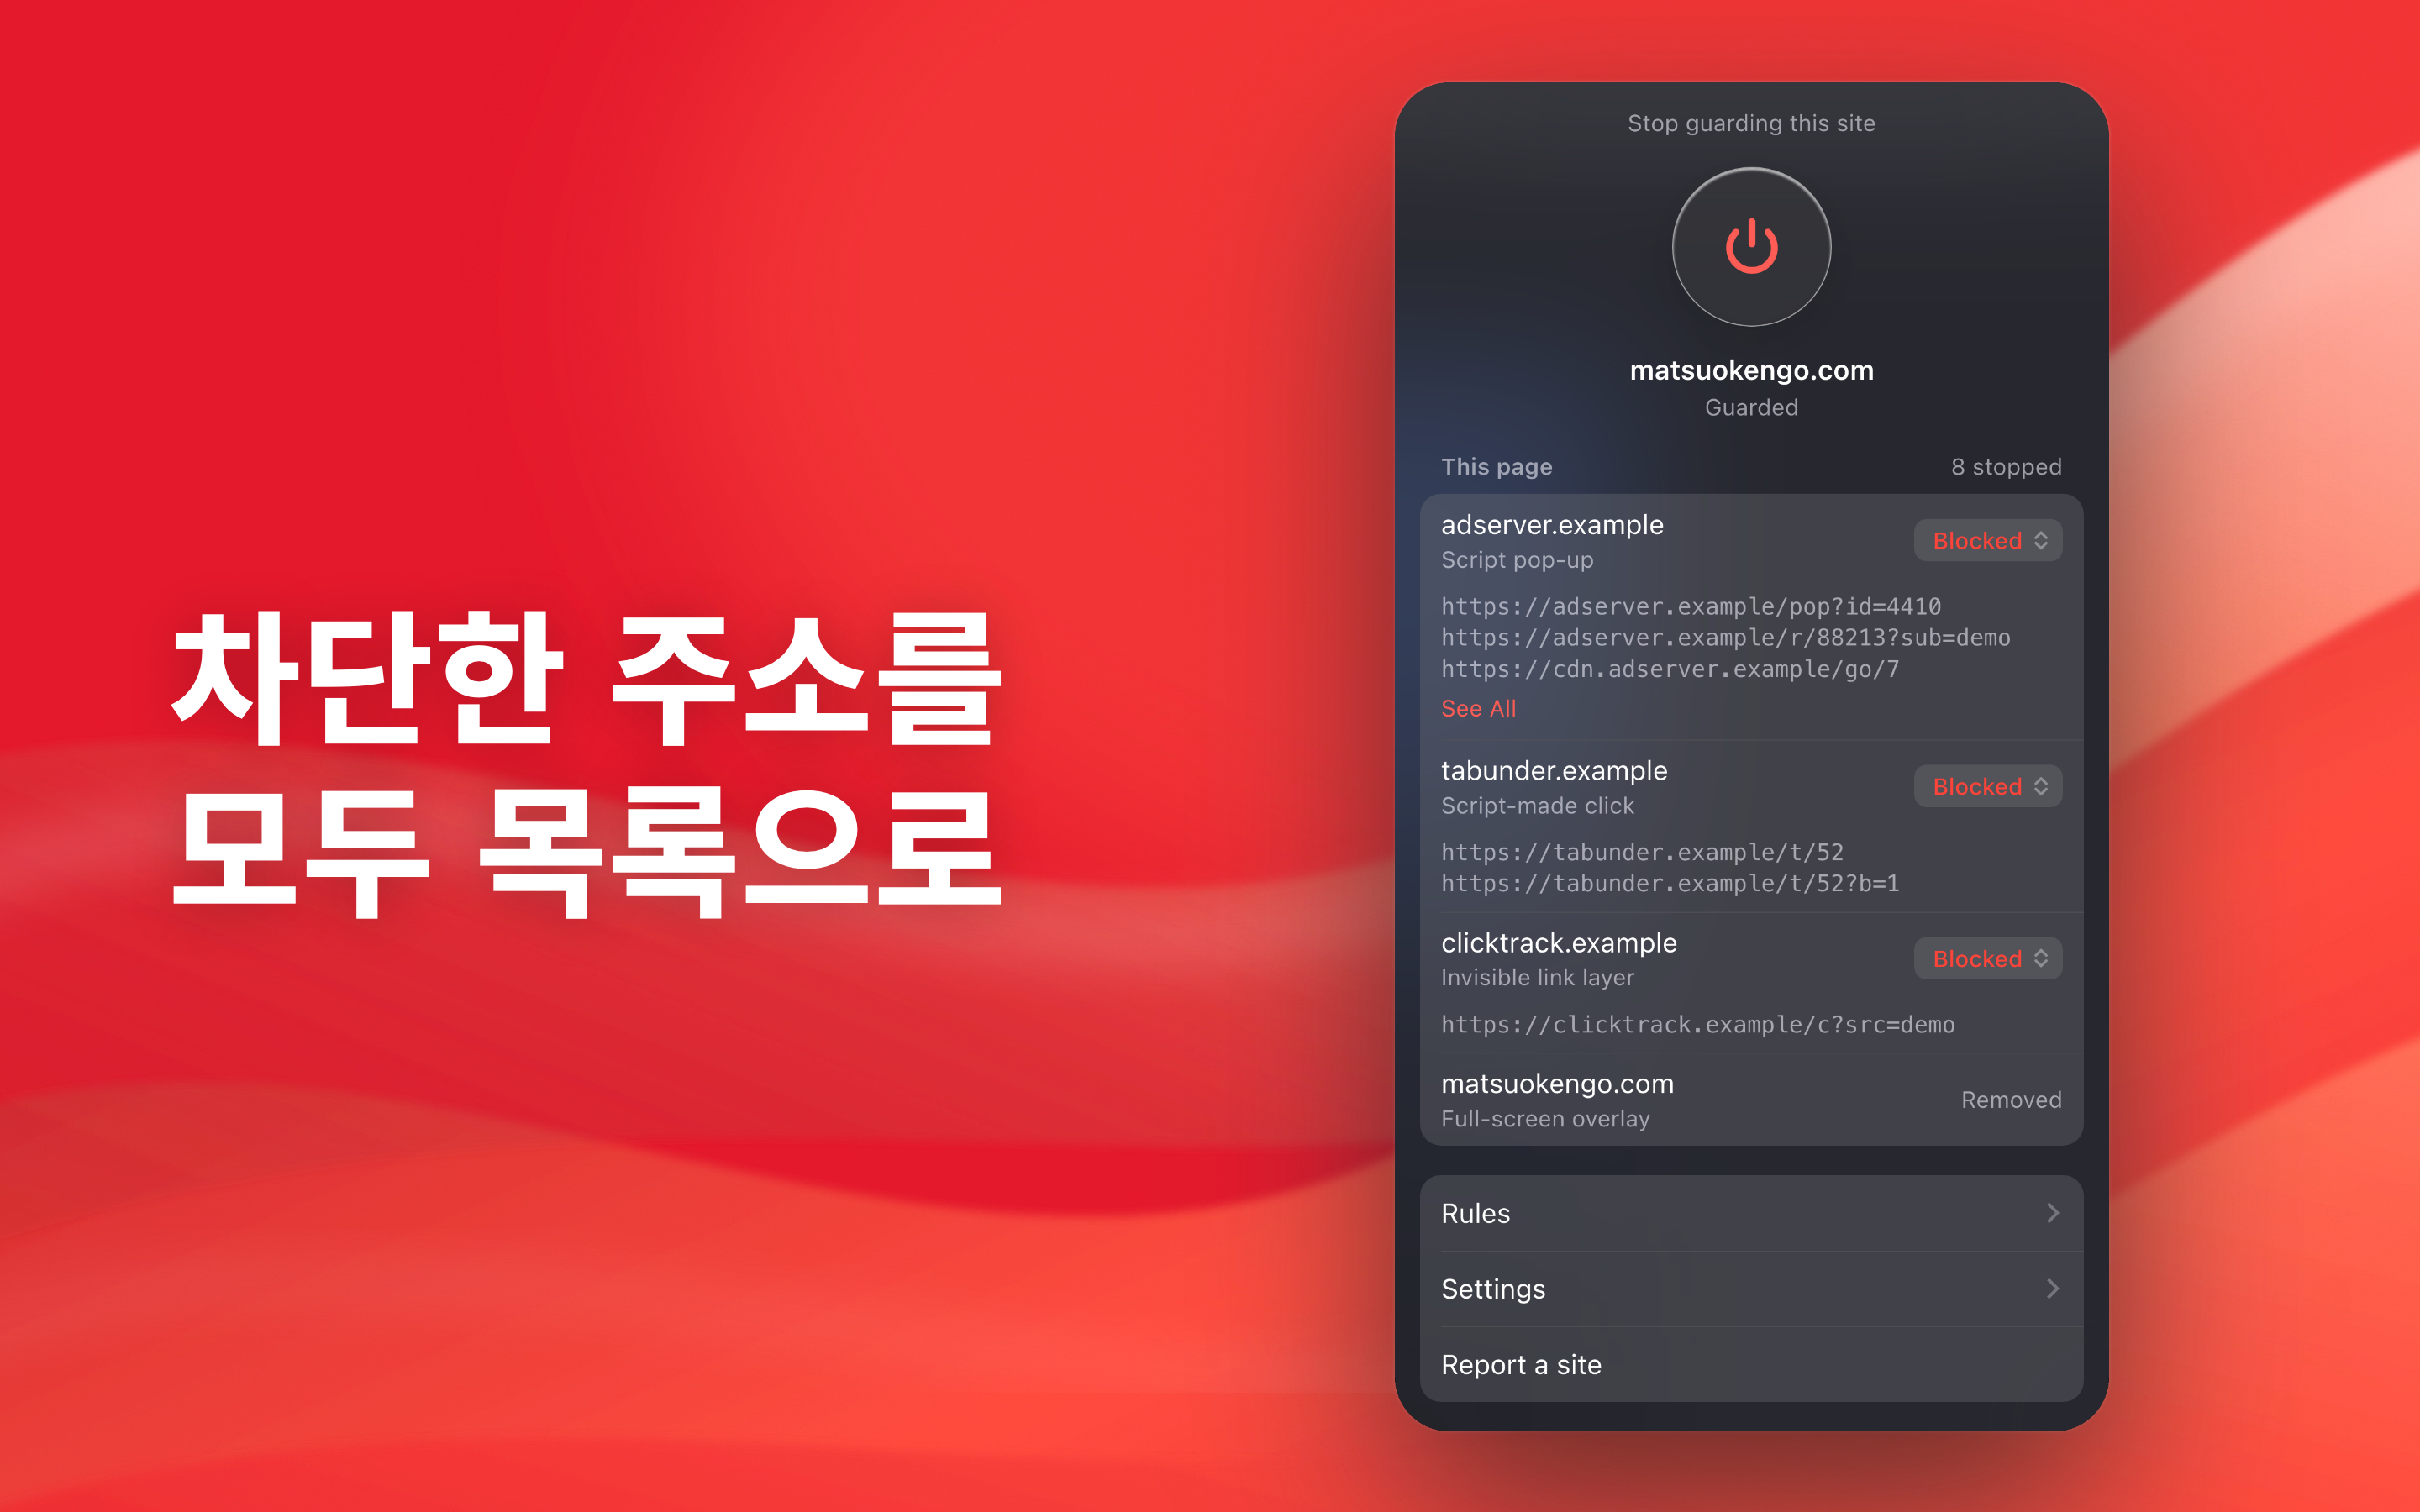 차단한 주소를
모두 목록으로
Stop guarding this site
matsuokengo.com
Guarded
This page
8 stopped
adserver.example
Script pop-up
Blocked
https://adserver.example/pop?id=4410
https://adserver.example/r/88213?sub=demo
https://cdn.adserver.example/go/7
See All
tabunder.example
Script-made click
Blocked
https://tabunder.example/t/52
https://tabunder.example/t/52?b=1
clicktrack.example
Invisible link layer
Blocked
https://clicktrack.example/c?src=demo
matsuokengo.com
Full-screen overlay
Removed
Rules
Settings
Report a site